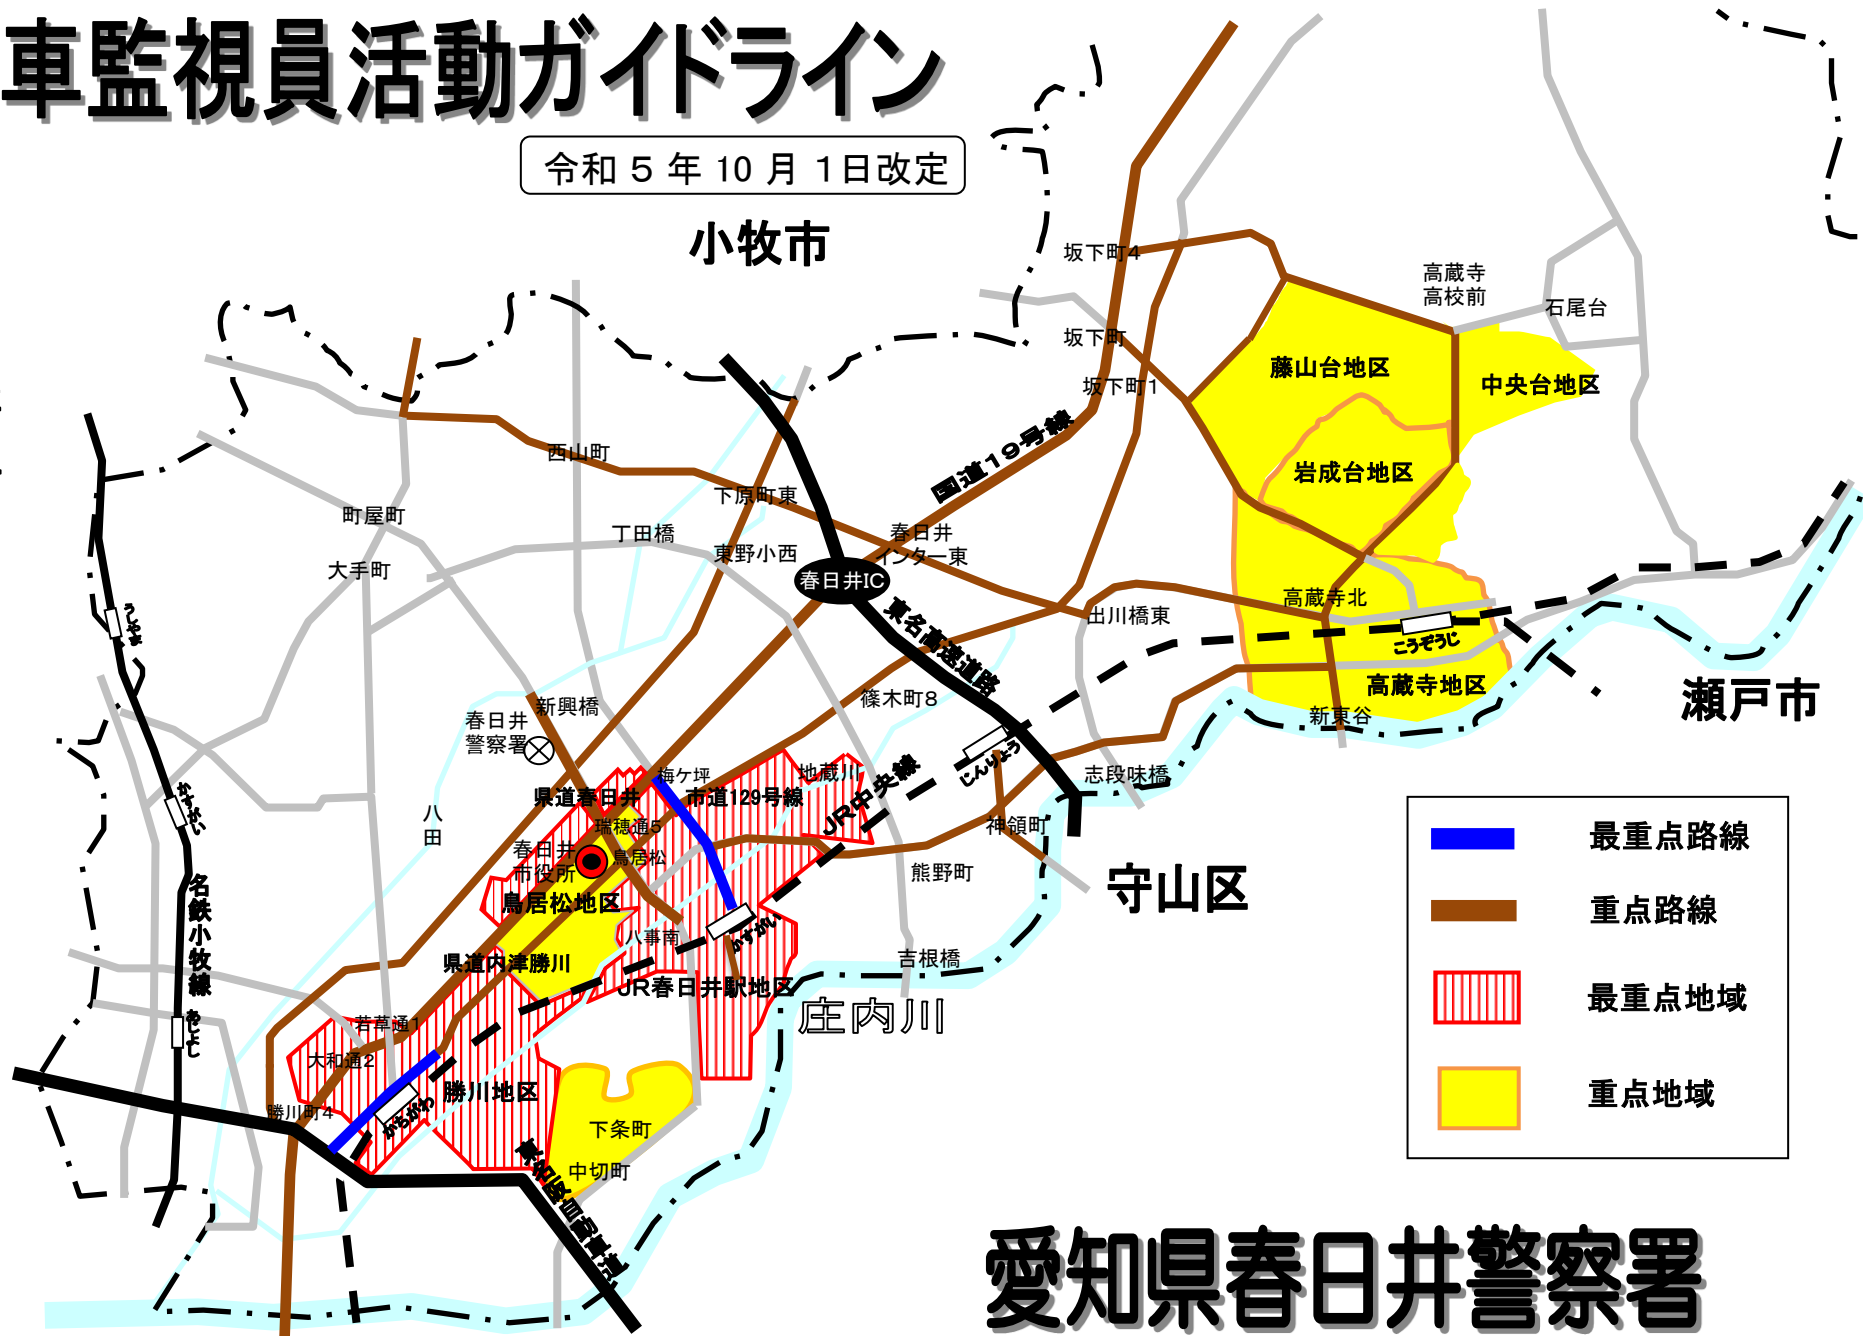 車監視員活動ガイドライン
令和５年10月１日改定
小牧市
坂下町4
高蔵寺
高校前
石尾台
坂下町
坂下町1
藤山台地区
中央台地区
国道19号線
西山町
岩成台地区
下原町東
町屋町
丁田橋
東野小西
春日井
インター東
大手町
春日井IC
うしやま
東名高速道路
出川橋東
高蔵寺北
こうぞうじ
高蔵寺地区
瀬戸市
新東谷
篠木町8
新興橋
春日井
警察署
じんりょう
志段味橋
梅ケ坪
地蔵川
県道春日井
市道129号線
JR中央線
かすがい
八田
瑞穂通5
鳥居松
春日井
市役所
神領町
熊野町
守山区
鳥居松地区
名鉄小牧線
八事南
かすがい
県道内津勝川
吉根橋
JR春日井駅地区
庄内川
あじよし
若草通1
大和通2
勝川地区
勝川町4
かちがわ
下条町
中切町
東名阪自動車道
最重点路線
重点路線
最重点地域
重点地域
愛知県春日井警察署